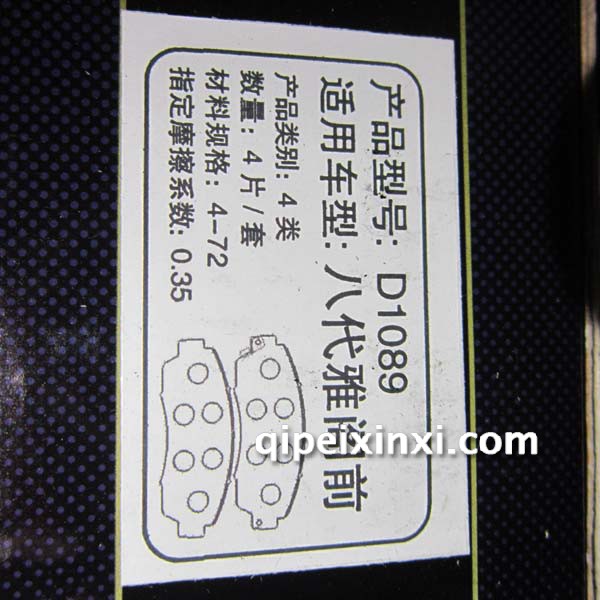 产品型号: D1089
适用车型: 八代雅阁前
产品类别: 4 类
数量: 4 片 / 套
材料规格: 4-72
指定摩擦系数: 0.35
qipeixinxi.com